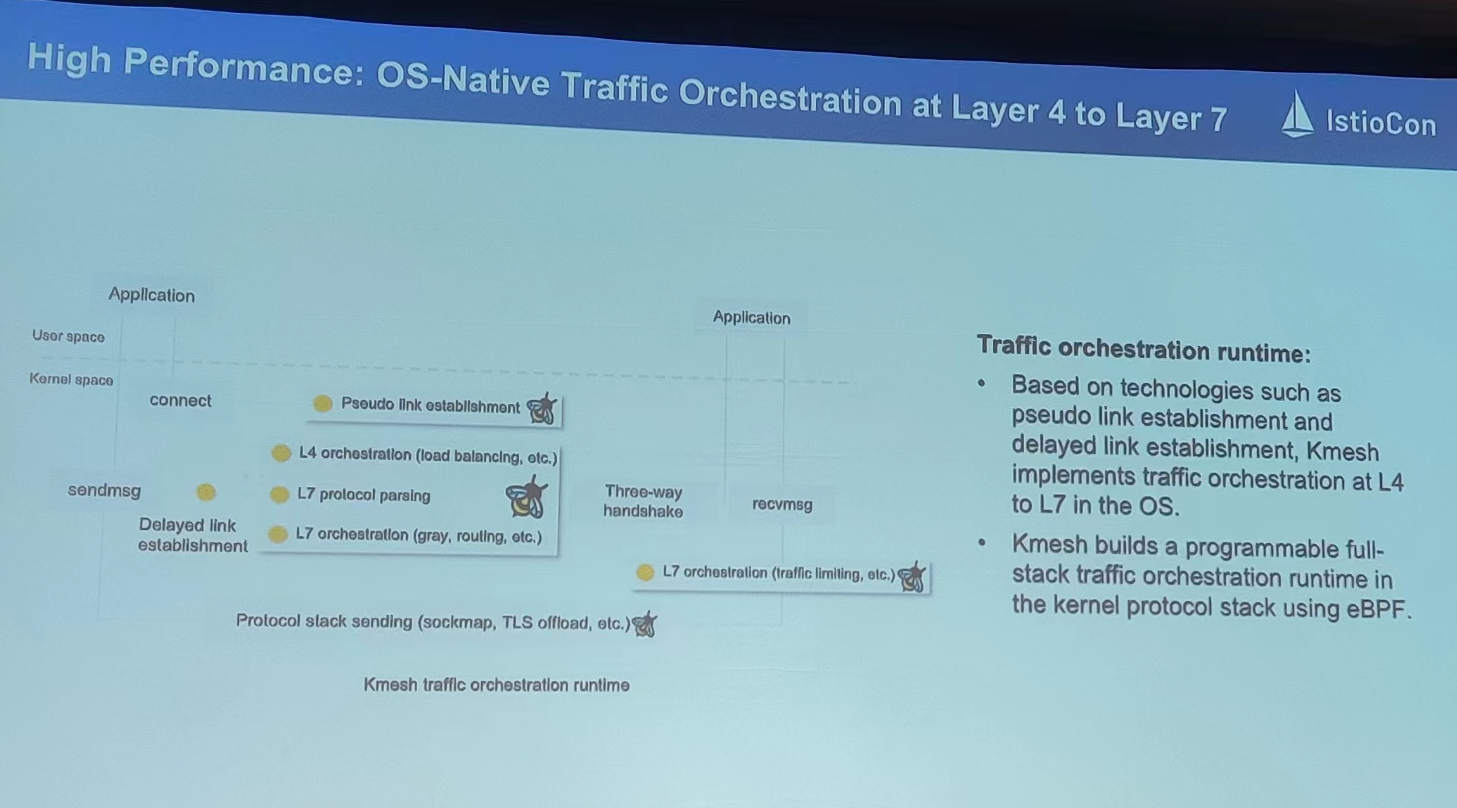 High Performance: OS-Native Traffic Orchestration at Layer 4 to Layer 7
IstioCon
Application
Application
User space
Kernel space
connect
Pseudo link establishment
L4 orchestration (load balancing, etc.)
sendmsg
L7 protocol parsing
Delayed link
establishment
L7 orchestration (gray, routing, etc.)
Three-way
handshake
recvmsg
L7 orchestration (traffic limiting, etc.)
Protocol stack sending (sockmap, TLS offload, etc.)
Kmesh traffic orchestration runtime
Traffic orchestration runtime:
• Based on technologies such as
pseudo link establishment and
delayed link establishment, Kmesh
implements traffic orchestration at L4
to L7 in the OS.
• Kmesh builds a programmable full-
stack traffic orchestration runtime in
the kernel protocol stack using eBPF.